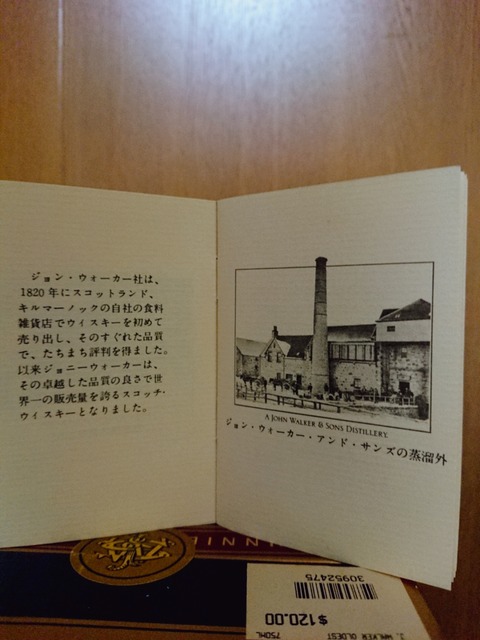 ジョン・ウォーカー社は、
1820年にスコットランド、
キルマーノックの自社の食料
雑貨店でウイスキーを初めて
売り出し、そのすぐれた品質
で、たちまち評判を得ました。
以来ジョニーウォーカーは、
その卓越した品質の良さで世
界一の販売量を誇るスコッチ・
ウイスキーとなりました。
A JOHN WALKER & SONS DISTILLERY.
ジョン・ウォーカー・アンド・サンズの蒸溜外
NNIE
30952475
$120.00
750ML
J. WALKER OLDEST